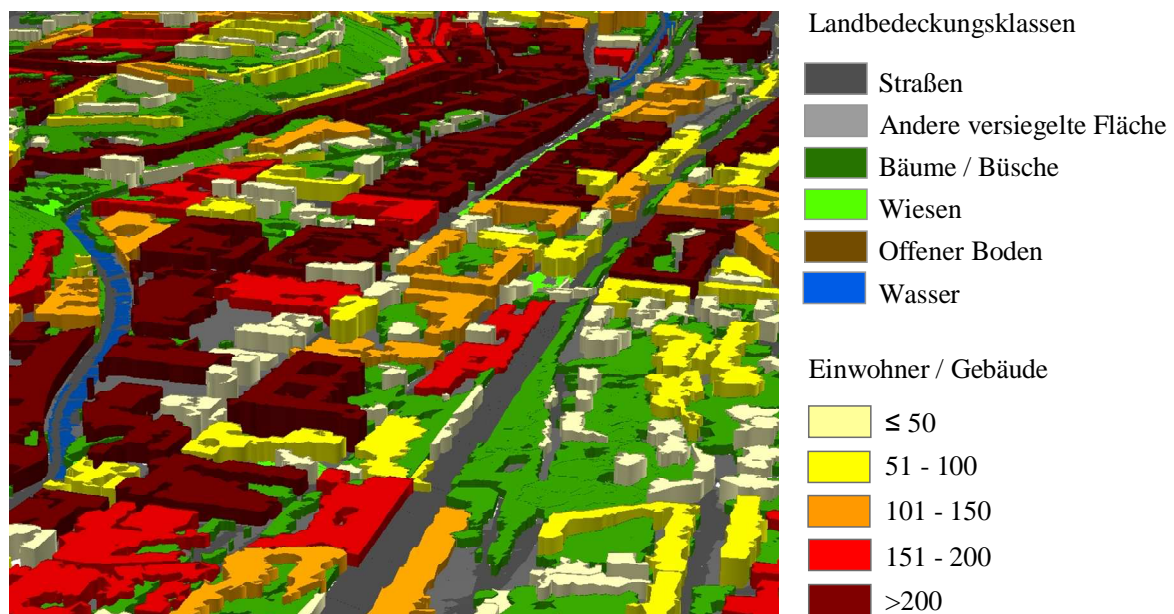 Landbedeckungsklassen
Straßen
Andere versiegelte Fläche
Bäume / Büsche
Wiesen
Offener Boden
Wasser
Einwohner / Gebäude
≤ 50
51 - 100
101 - 150
151 - 200
>200